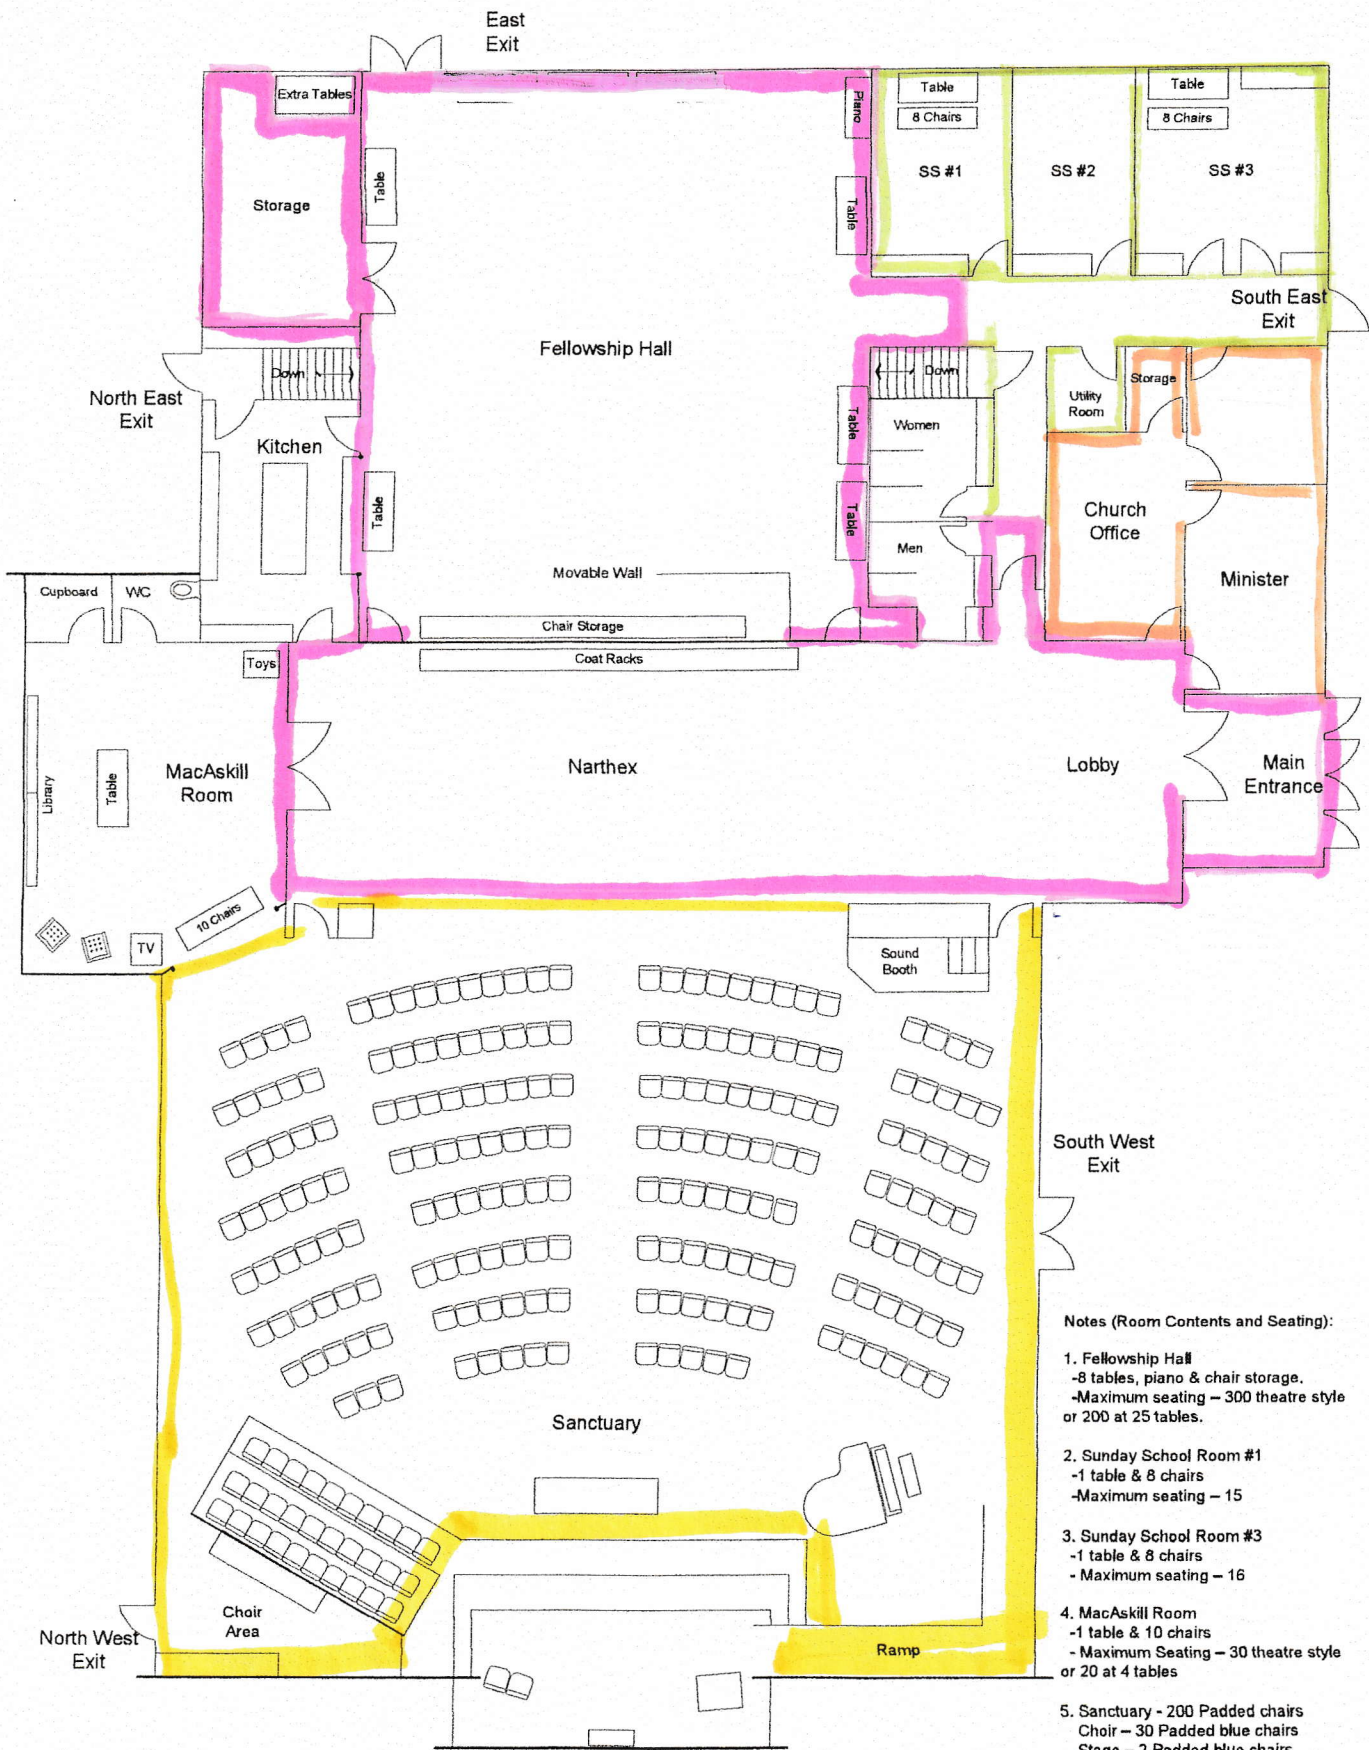 East
Exit
Extra Tables
Piano
Table
8 Chairs
Table
8 Chairs
SS #1
SS #2
SS #3
Storage
Table
Table
South East
Exit
Fellowship Hall
Down
Down
North East
Exit
Kitchen
Storage
Utility
Room
Women
Table
Table
Table
Church
Office
Men
Minister
Movable Wall
Cupboard
WC
Chair Storage
Coat Racks
Toys
MacAskill
Room
Library
Table
Narthex
Lobby
Main
Entrance
10 Chairs
TV
Sound
Booth
South West
Exit
Sanctuary
Choir
Area
North West
Exit
Ramp
Notes (Room Contents and Seating):
1. Fellowship Hall
-8 tables, piano & chair storage.
-Maximum seating – 300 theatre style
or 200 at 25 tables.
2. Sunday School Room #1
-1 table & 8 chairs
-Maximum seating – 15
3. Sunday School Room #3
-1 table & 8 chairs
- Maximum seating – 16
4. MacAskill Room
-1 table & 10 chairs
- Maximum Seating – 30 theatre style
or 20 at 4 tables
5. Sanctuary - 200 Padded chairs
Choir – 30 Padded blue chairs
Stage – 2 Padded blue chairs